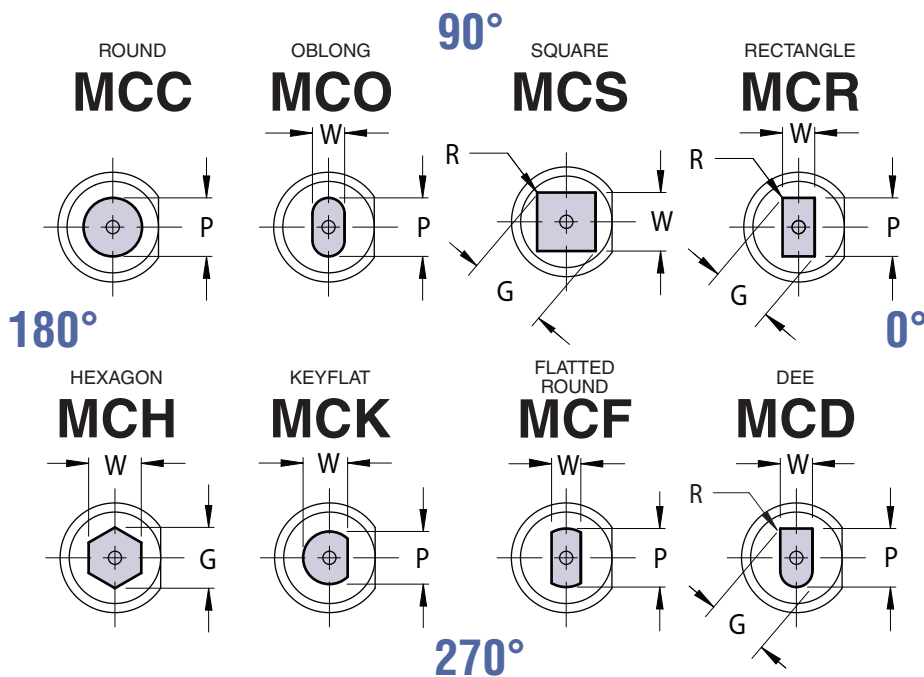 90°
ROUND
MCC
P
OBLONG
MCO
W
P
SQUARE
MCS
R
W
G
RECTANGLE
MCR
W
R
P
G
180°
0°
HEXAGON
MCH
W
G
KEYFLAT
MCK
W
P
FLATTED
ROUND
MCF
W
P
DEE
MCD
W
R
P
G
270°